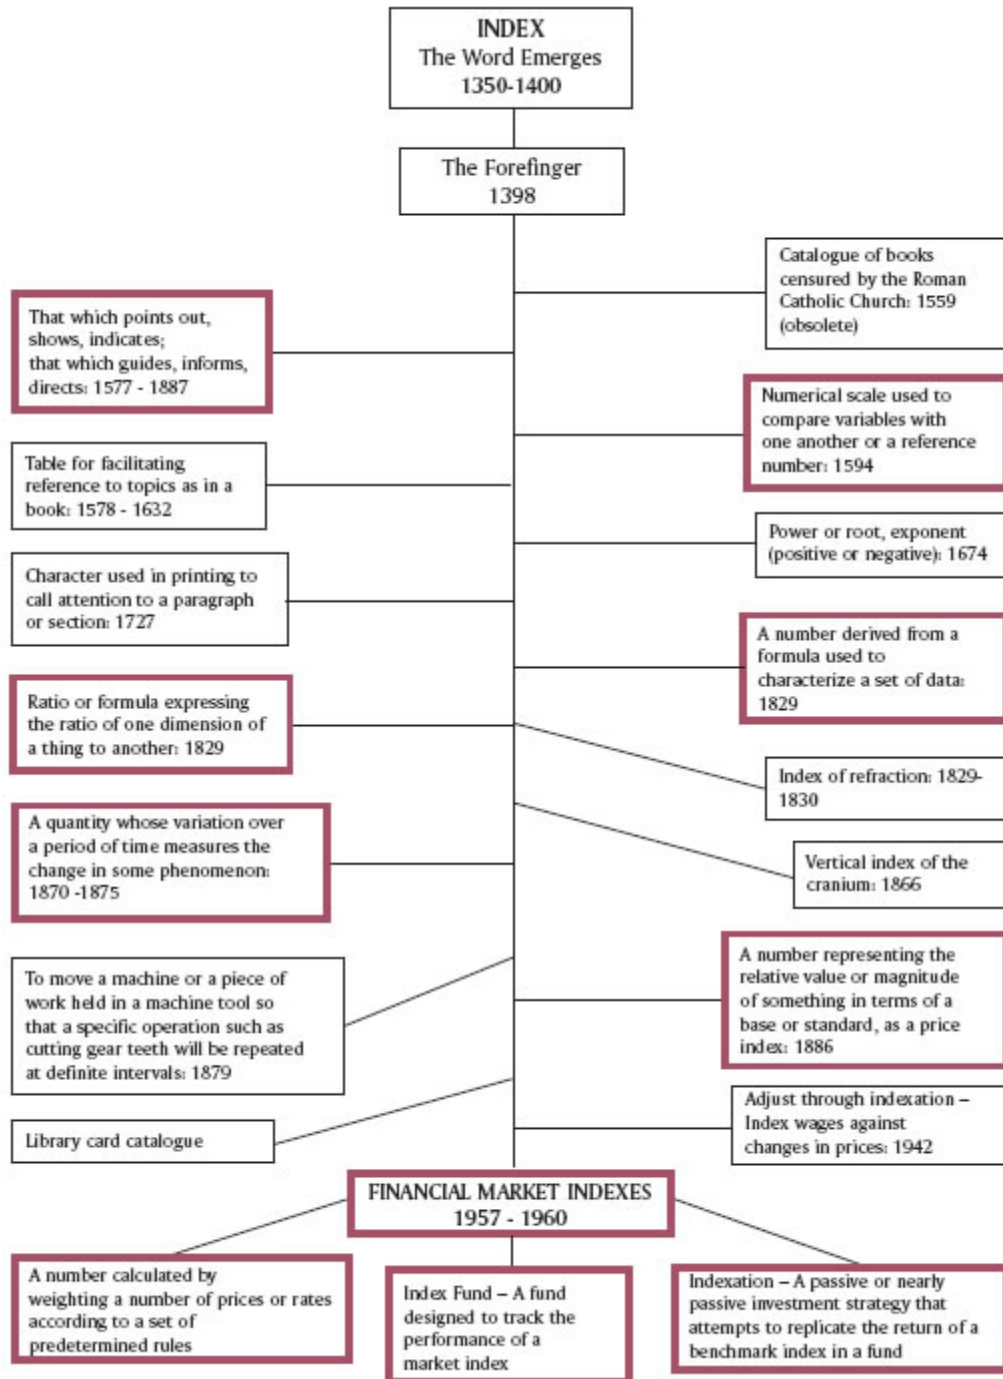 INDEX
The Word Emerges
1350-1400
The Forefinger
1398
Catalogue of books
censured by the Roman
Catholic Church: 1559
(obsolete)
That which points out,
shows, indicates;
that which guides, informs,
directs: 1577 - 1887
Numerical scale used to
compare variables with
one another or a reference
number: 1594
Table for facilitating
reference to topics as in a
book: 1578 - 1632
Power or root, exponent
(positive or negative): 1674
Character used in printing to
call attention to a paragraph
or section: 1727
A number derived from a
formula used to
characterize a set of data:
1829
Ratio or formula expressing
the ratio of one dimension of
a thing to another: 1829
Index of refraction: 1829-
1830
A quantity whose variation over
a period of time measures the
change in some phenomenon:
1870 -1875
Vertical index of the
cranium: 1866
A number representing the
relative value or magnitude
of something in terms of a
base or standard, as a price
index: 1886
To move a machine or a piece of
work held in a machine tool so
that a specific operation such as
cutting gear teeth will be repeated
at definite intervals: 1879
Adjust through indexation –
Index wages against
changes in prices: 1942
Library card catalogue
FINANCIAL MARKET INDEXES
1957 - 1960
A number calculated by
weighting a number of prices or rates
according to a set of
predetermined rules
Index Fund – A fund
designed to track the
performance of a
market index
Indexation – A passive or nearly
passive investment strategy that
attempts to replicate the return of a
benchmark index in a fund